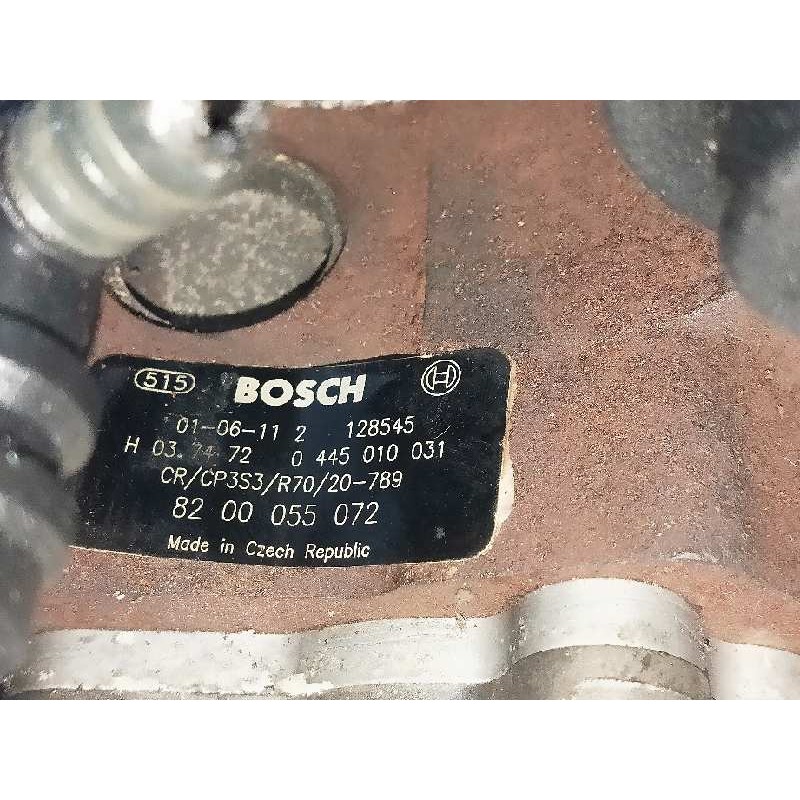 515 BOSCH H
01-06-11 2 128545
H 03.74 72 0 445 010 031
CR/CP3S3/R70/20-789
82 00 055 072
Made in Czech Republic